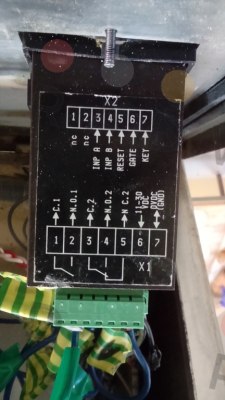 X2
1 2 3 4 5 6 7
nc
nc
INP A
INP B
RESET
GATE
KEY
C.1
N.O.1
C.2
N.O.2
N C.2
11-30
VDC
0VDC
(GND)
1 2 3 4 5 6 7
X1